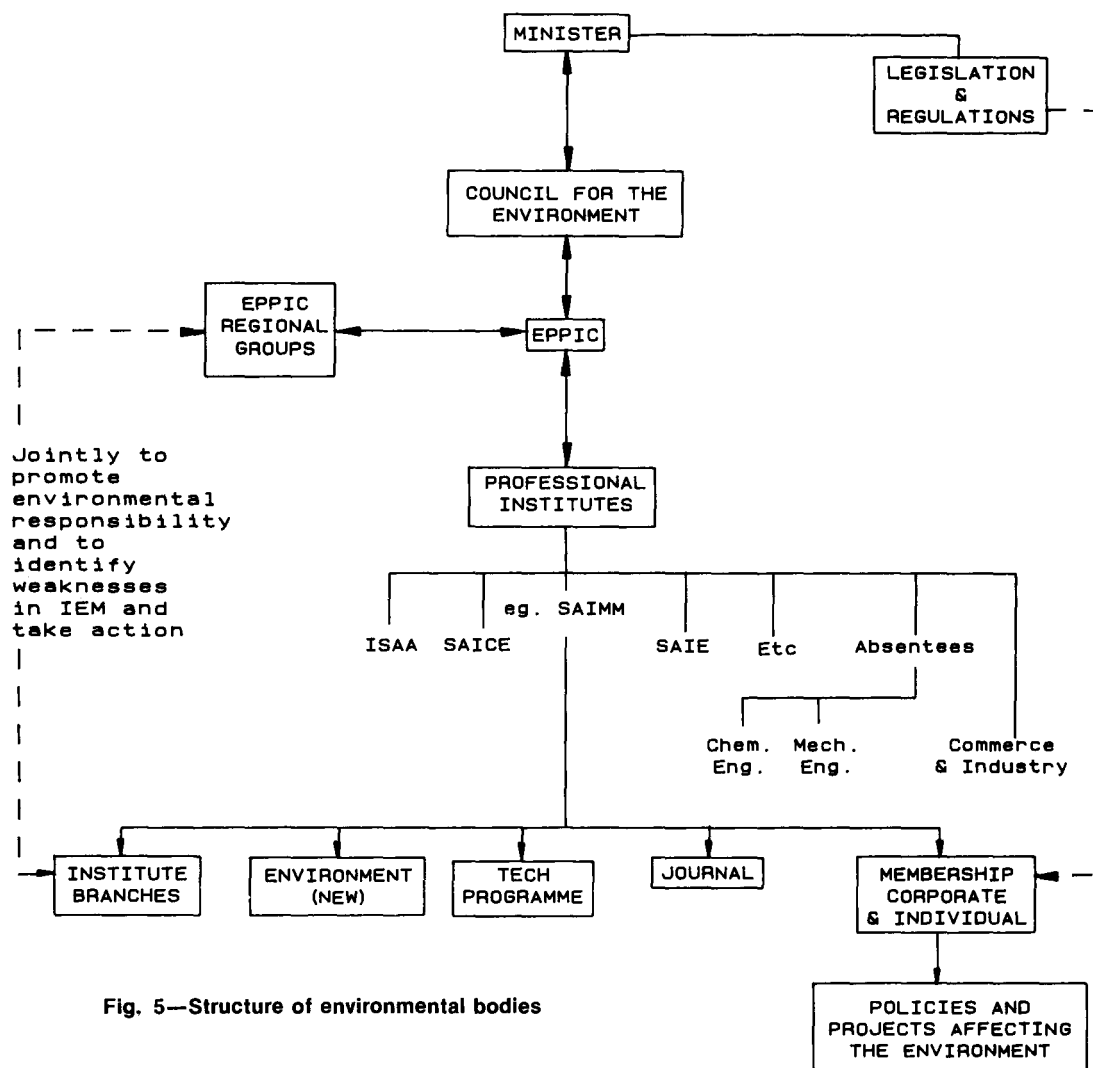 MINISTER
LEGISLATION
&
REGULATIONS
COUNCIL FOR THE
ENVIRONMENT
EPPIC
REGIONAL
GROUPS
EPPIC
Jointly to
promote
environmental
responsibility
and to
identify
weaknesses
in IEM and
take action
PROFESSIONAL
INSTITUTES
ISAA
SAICE
eg. SAIMM
SAIE
Etc
Absentees
Chem.
Eng.
Mech.
Eng.
Commerce
& Industry
INSTITUTE
BRANCHES
ENVIRONMENT
(NEW)
TECH
PROGRAMME
JOURNAL
MEMBERSHIP
CORPORATE
& INDIVIDUAL
POLICIES AND
PROJECTS AFFECTING
THE ENVIRONMENT
Fig. 5—Structure of environmental bodies